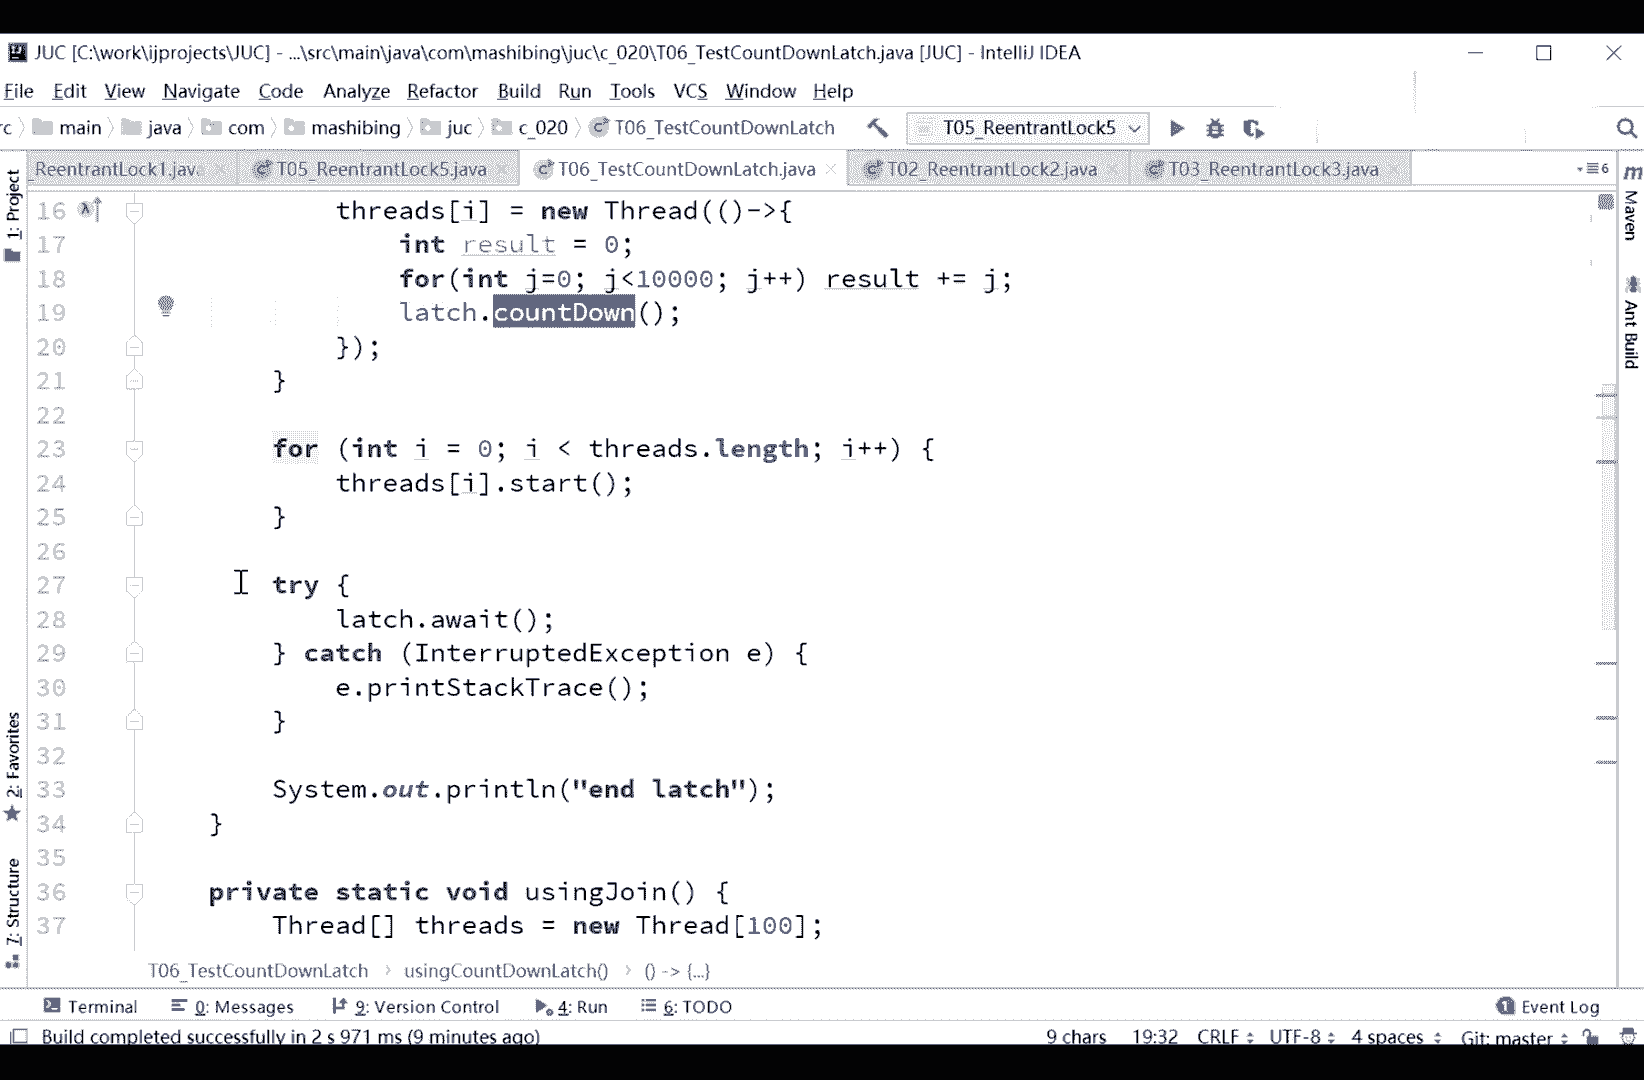 JUC [C:\work\ijprojects\JUC] - ...\src\main\java\com\mashibing\juc\c_020\T06_TestCountDownLatch.java [JUC] - IntelliJ IDEA
File Edit View Navigate Code Analyze Refactor Build Run Tools VCS Window Help
rc main java com mashibing juc c_020 T06_TestCountDownLatch T05_ReentrantLock5
ReentrantLock1.jav. T05_ReentrantLock5.java T06_TestCountDownLatch.java T02_ReentrantLock2.java T03_ReentrantLock3.java 6
1: Project
2: Favorites
7: Structure
16 threads[i] = new Thread(()->{
17 int result = 0;
18 for(int j=0; j<10000; j++) result += j;
19 latch.countDown();
20 });
21 }
22
23 for (int i = 0; i < threads.length; i++) {
24 threads[i].start();
25 }
26
27 try {
28 latch.await();
29 } catch (InterruptedException e) {
30 e.printStackTrace();
31 }
32
33 System.out.println("end latch");
34 }
35
36 private static void usingJoin() {
37 Thread[] threads = new Thread[100];
Maven
Ant Build
T06_TestCountDownLatch usingCountDownLatch() () -> {...}
Terminal 0: Messages 9: Version Control 4: Run 6: TODO 1 Event Log
Build completed successfully in 2 s 971 ms (9 minutes ago) 9 chars 19:32 CRLF UTF-8 4 spaces Git: master